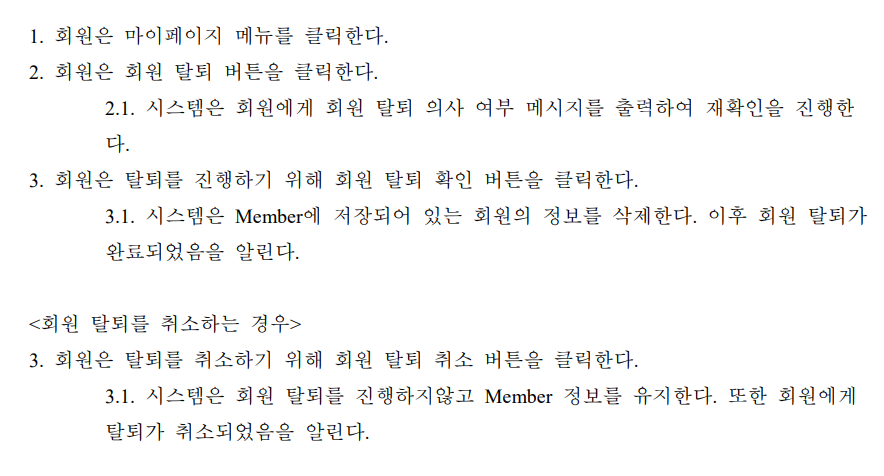 1. 회원은 마이페이지 메뉴를 클릭한다.
2. 회원은 회원 탈퇴 버튼을 클릭한다.
2.1. 시스템은 회원에게 회원 탈퇴 의사 여부 메시지를 출력하여 재확인을 진행한
다.
3. 회원은 탈퇴를 진행하기 위해 회원 탈퇴 확인 버튼을 클릭한다.
3.1. 시스템은 Member에 저장되어 있는 회원의 정보를 삭제한다. 이후 회원 탈퇴가
완료되었음을 알린다.
<회원 탈퇴를 취소하는 경우>
3. 회원은 탈퇴를 취소하기 위해 회원 탈퇴 취소 버튼을 클릭한다.
3.1. 시스템은 회원 탈퇴를 진행하지않고 Member 정보를 유지한다. 또한 회원에게
탈퇴가 취소되었음을 알린다.